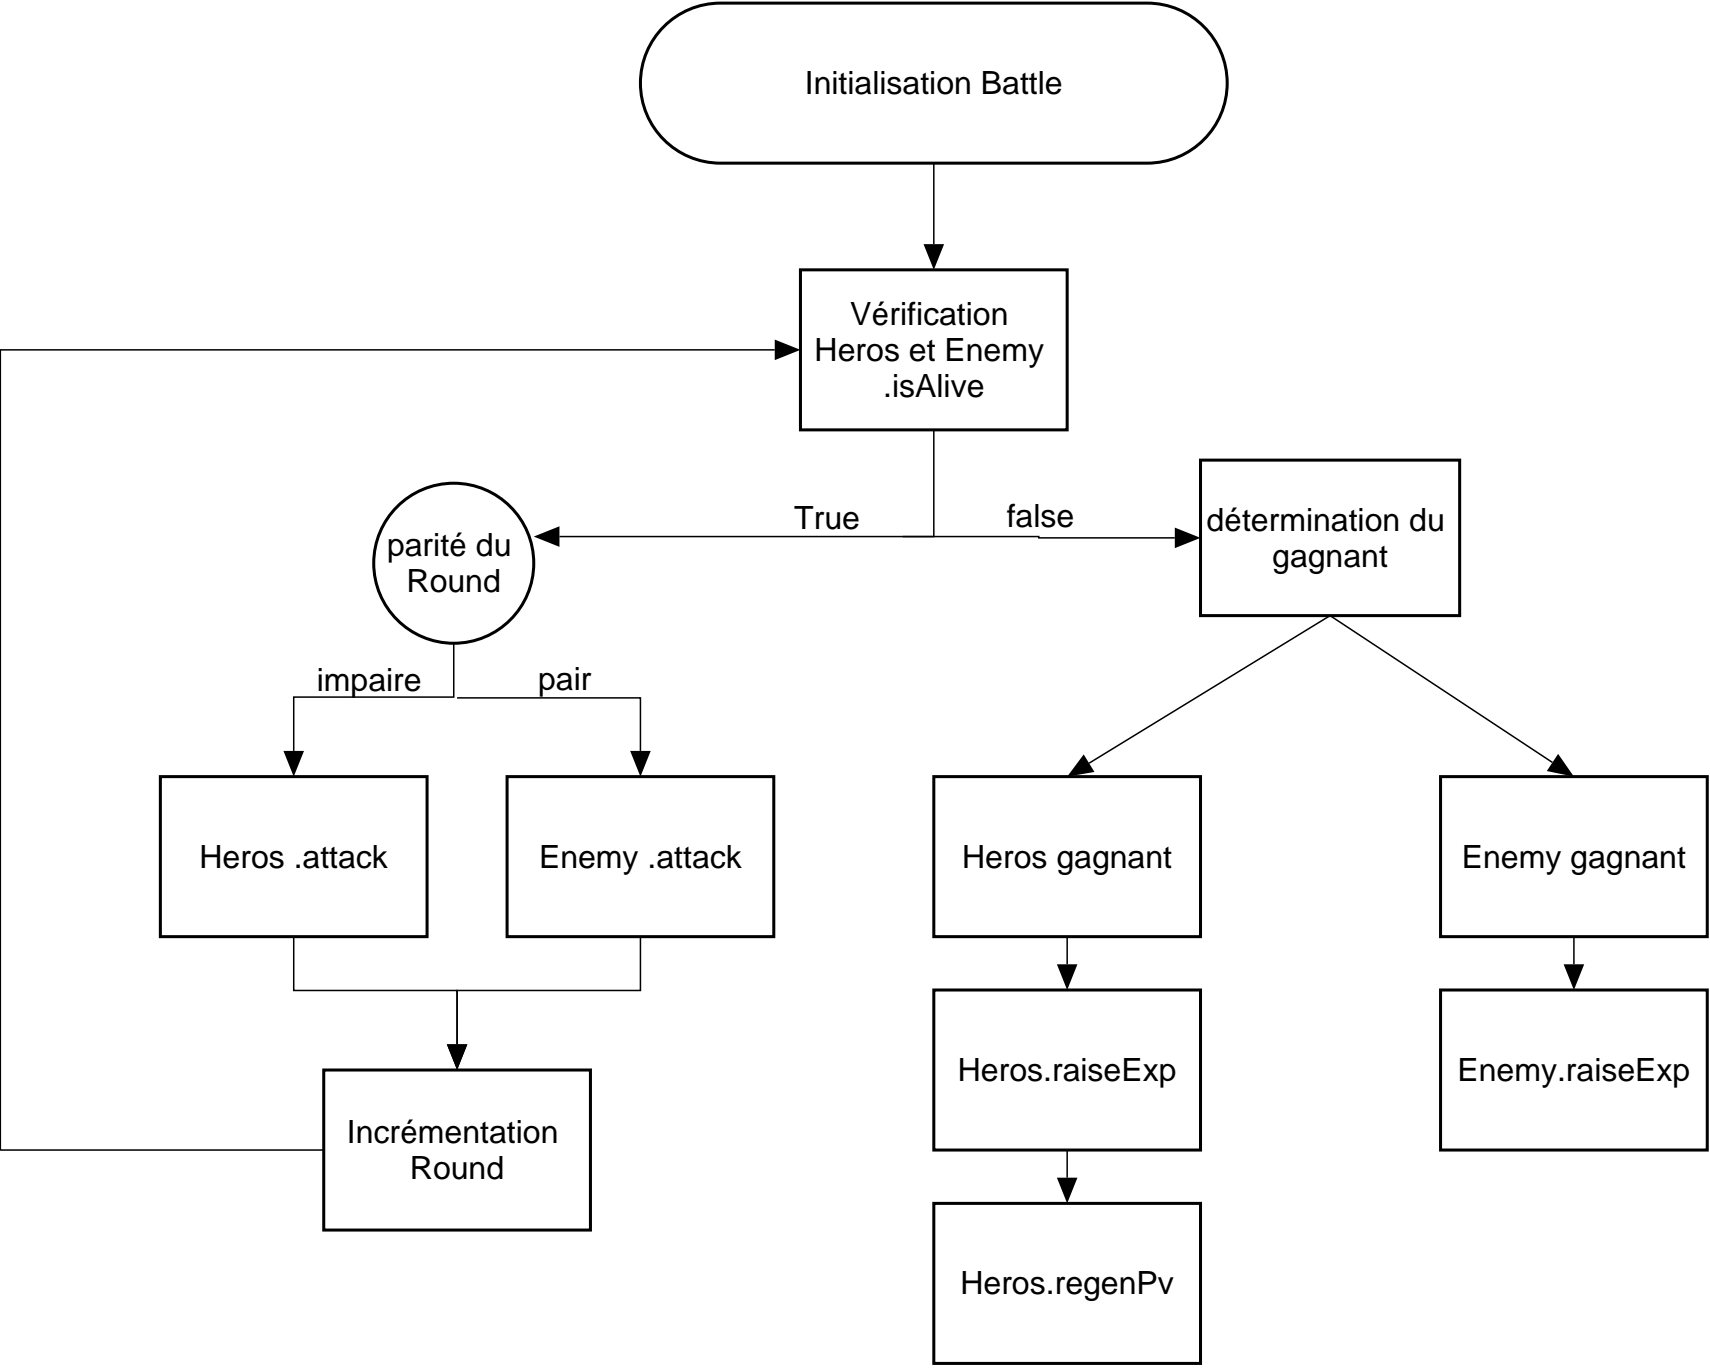 Initialisation Battle
Vérification
Heros et Enemy
.isAlive
True
false
parité du
Round
détermination du
gagnant
impaire
pair
Heros .attack
Enemy .attack
Heros gagnant
Enemy gagnant
Heros.raiseExp
Enemy.raiseExp
Incrémentation
Round
Heros.regenPv